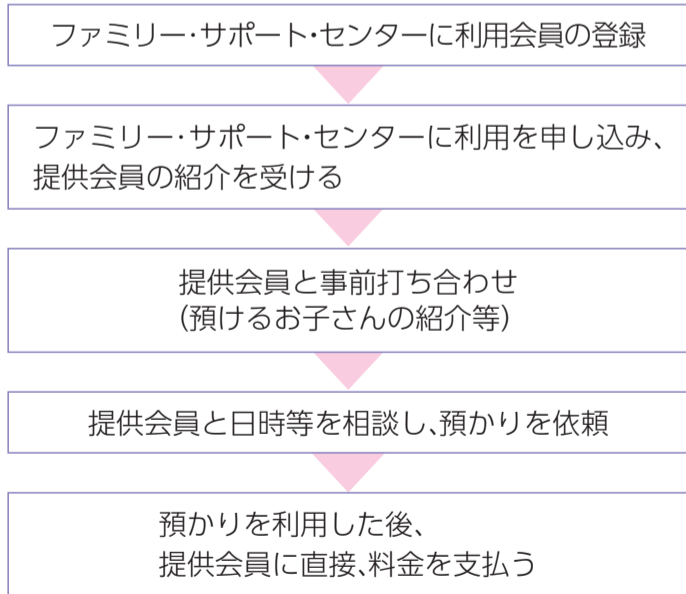 ファミリー・サポート・センターに利用会員の登録
ファミリー・サポート・センターに利用を申し込み、
提供会員の紹介を受ける
提供会員と事前打ち合わせ
(預けるお子さんの紹介等)
提供会員と日時等を相談し、預かりを依頼
預かりを利用した後、
提供会員に直接、料金を支払う